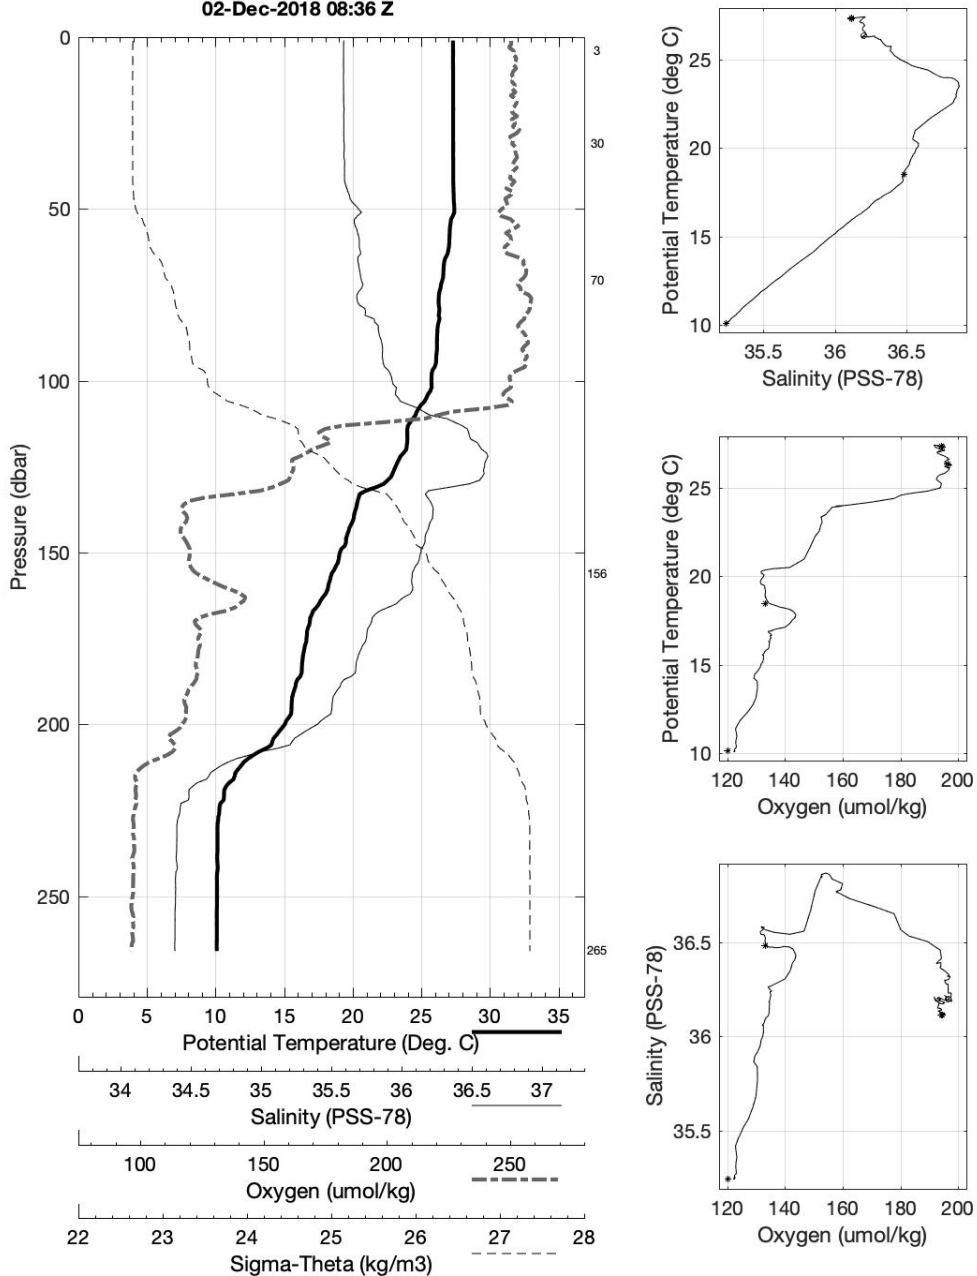 02-Dec-2018 08:36 Z
0
50
100
150
200
250
Pressure (dbar)
3
30
70
156
265
0 5 10 15 20 25 30 35
Potential Temperature (Deg. C)
34 34.5 35 35.5 36 36.5 37
Salinity (PSS-78)
100 150 200 250
Oxygen (umol/kg)
22 23 24 25 26 27 28
Sigma-Theta (kg/m3)
25
20
15
10
Potential Temperature (deg C)
35.5 36 36.5
Salinity (PSS-78)
25
20
15
10
Potential Temperature (deg C)
120 140 160 180 200
Oxygen (umol/kg)
36.5
36
35.5
Salinity (PSS-78)
120 140 160 180 200
Oxygen (umol/kg)